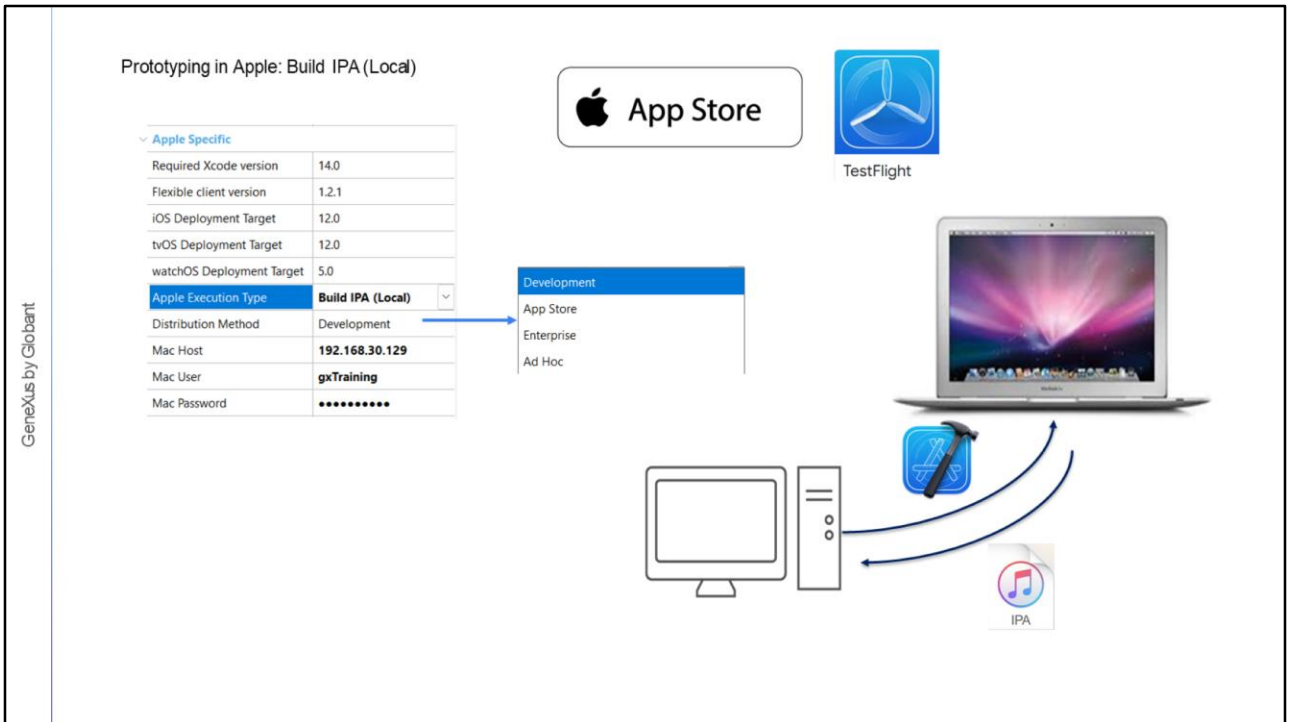 Prototyping in Apple: Build IPA (Local)
App Store
TestFlight
Apple Specific
Required Xcode version 14.0
Flexible client version 1.2.1
iOS Deployment Target 12.0
tvOS Deployment Target 12.0
watchOS Deployment Target 5.0
Apple Execution Type Build IPA (Local)
Distribution Method Development
Mac Host 192.168.30.129
Mac User gxTraining
Mac Password ●●●●●●●●●●
Development
App Store
Enterprise
Ad Hoc
IPA
GeneXus by Globant